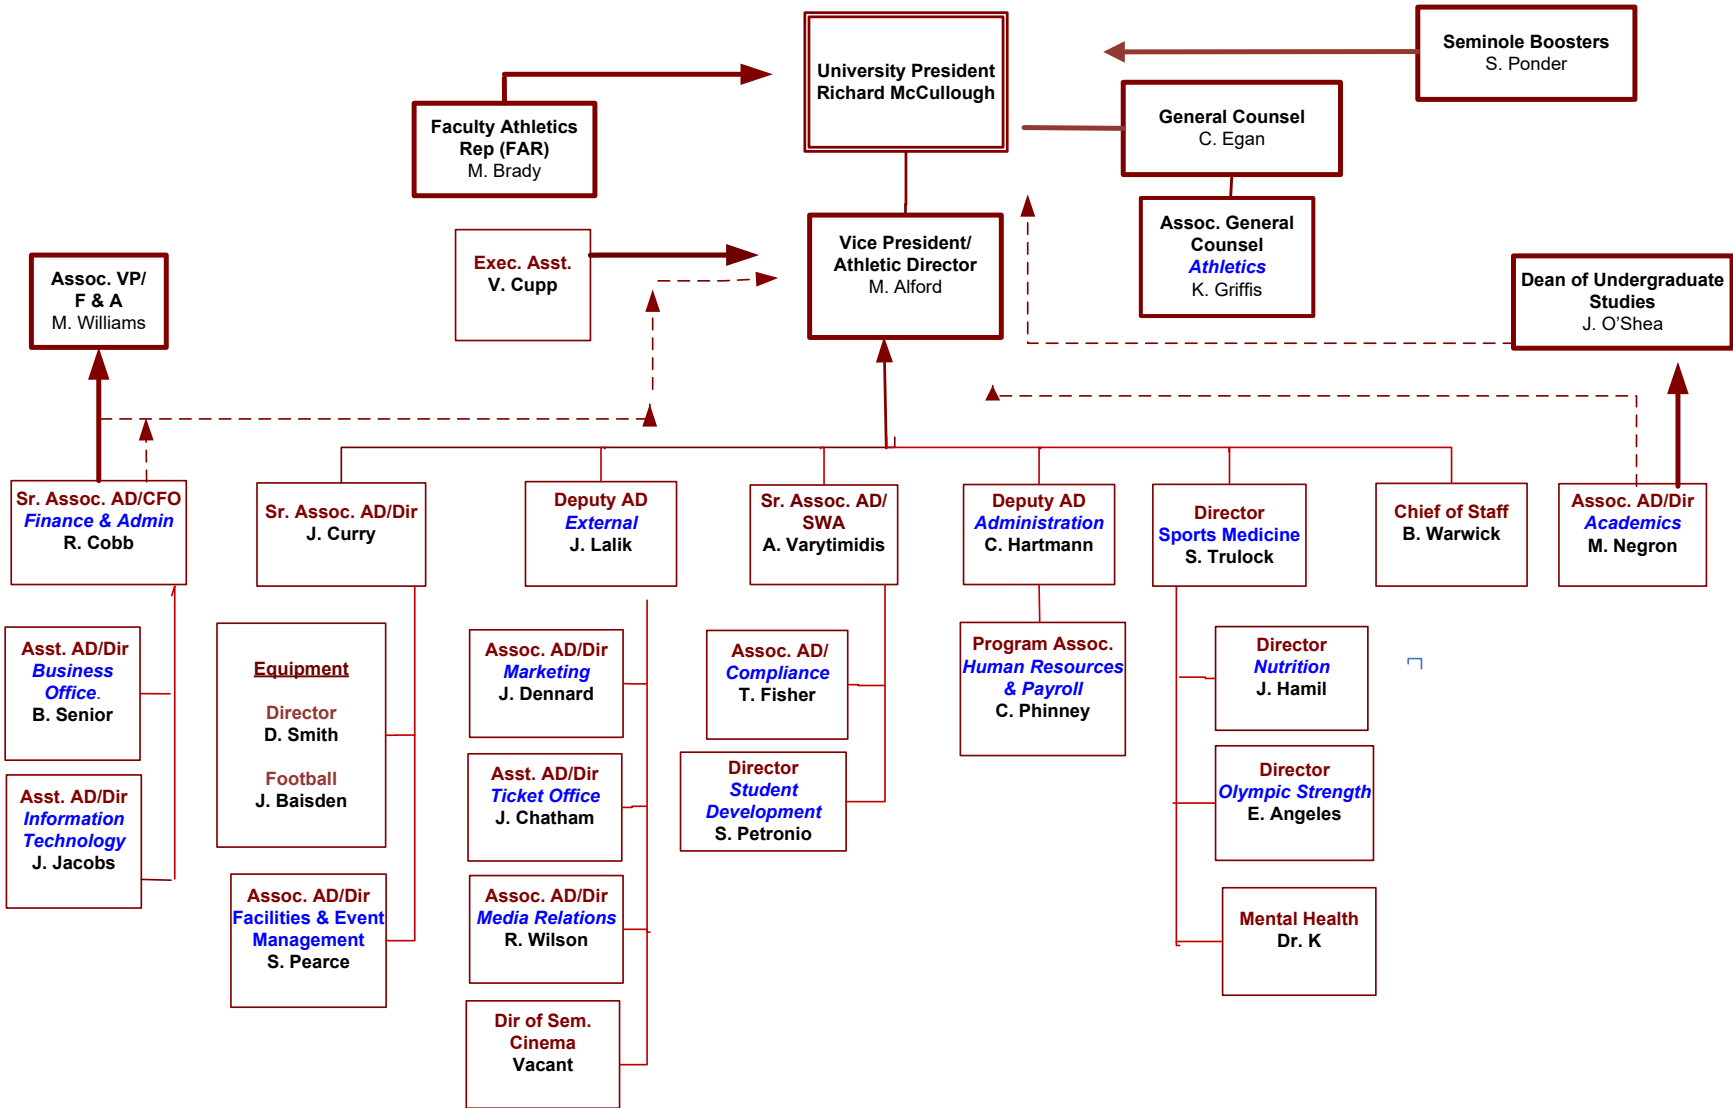 University President
Richard McCullough
Seminole Boosters
S. Ponder
Faculty Athletics
Rep (FAR)
M. Brady
General Counsel
C. Egan
Assoc. General
Counsel
Athletics
K. Griffis
Exec. Asst.
V. Cupp
Vice President/
Athletic Director
M. Alford
Assoc. VP/
F & A
M. Williams
Dean of Undergraduate
Studies
J. O'Shea
Sr. Assoc. AD/CFO
Finance & Admin
R. Cobb
Sr. Assoc. AD/Dir
J. Curry
Deputy AD
External
J. Lalik
Sr. Assoc. AD/
SWA
A. Varytimidis
Deputy AD
Administration
C. Hartmann
Director
Sports Medicine
S. Trulock
Chief of Staff
B. Warwick
Assoc. AD/Dir
Academics
M. Negron
Asst. AD/Dir
Business
Office.
B. Senior
Asst. AD/Dir
Information
Technology
J. Jacobs
Equipment
Director
D. Smith
Football
J. Baisden
Assoc. AD/Dir
Facilities & Event
Management
S. Pearce
Assoc. AD/Dir
Marketing
J. Dennard
Asst. AD/Dir
Ticket Office
J. Chatham
Assoc. AD/Dir
Media Relations
R. Wilson
Dir of Sem.
Cinema
Vacant
Assoc. AD/
Compliance
T. Fisher
Director
Student
Development
S. Petronio
Program Assoc.
Human Resources
& Payroll
C. Phinney
Director
Nutrition
J. Hamil
Director
Olympic Strength
E. Angeles
Mental Health
Dr. K